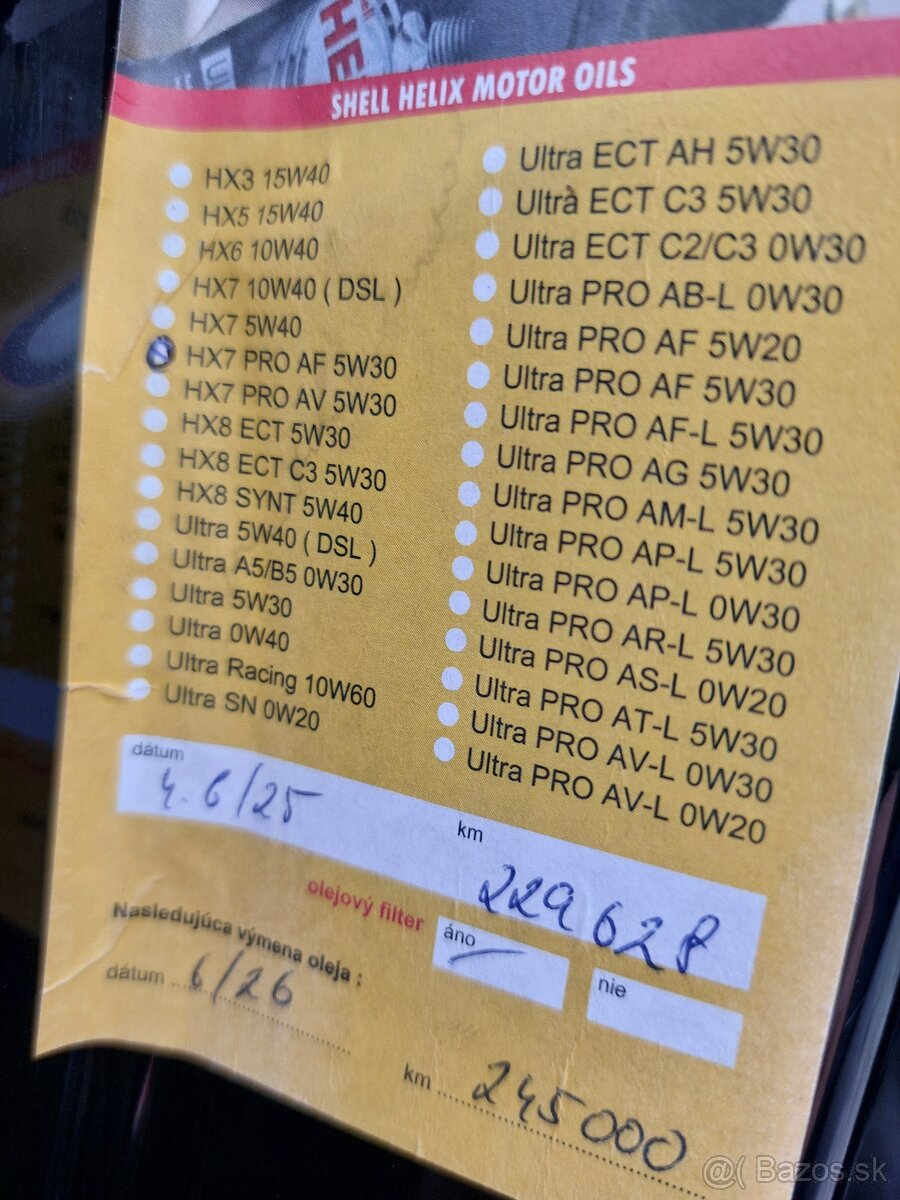 HE
SHELL HELIX MOTOR OILS
HX3 15W40
HX5 15W40
HX6 10W40
HX7 10W40 ( DSL )
HX7 5W40
HX7 PRO AF 5W30
HX7 PRO AV 5W30
HX8 ECT 5W30
HX8 ECT C3 5W30
HX8 SYNT 5W40
Ultra 5W40 ( DSL )
Ultra A5/B5 0W30
Ultra 5W30
Ultra 0W40
Ultra Racing 10W60
Ultra SN 0W20
Ultra ECT AH 5W30
Ultra ECT C3 5W30
Ultra ECT C2/C3 0W30
Ultra PRO AB-L 0W30
Ultra PRO AF 5W20
Ultra PRO AF 5W30
Ultra PRO AF-L 5W30
Ultra PRO AG 5W30
Ultra PRO AM-L 5W30
Ultra PRO AP-L 5W30
Ultra PRO AP-L 0W30
Ultra PRO AR-L 5W30
Ultra PRO AS-L 0W20
Ultra PRO AT-L 5W30
Ultra PRO AV-L 0W30
Ultra PRO AV-L 0W20
dátum
4. 6/25
km
229 628
olejový filter
áno
nie
Nasledujúca výmena oleja :
dátum 6/26
km 245 000
@( Bazos.sk